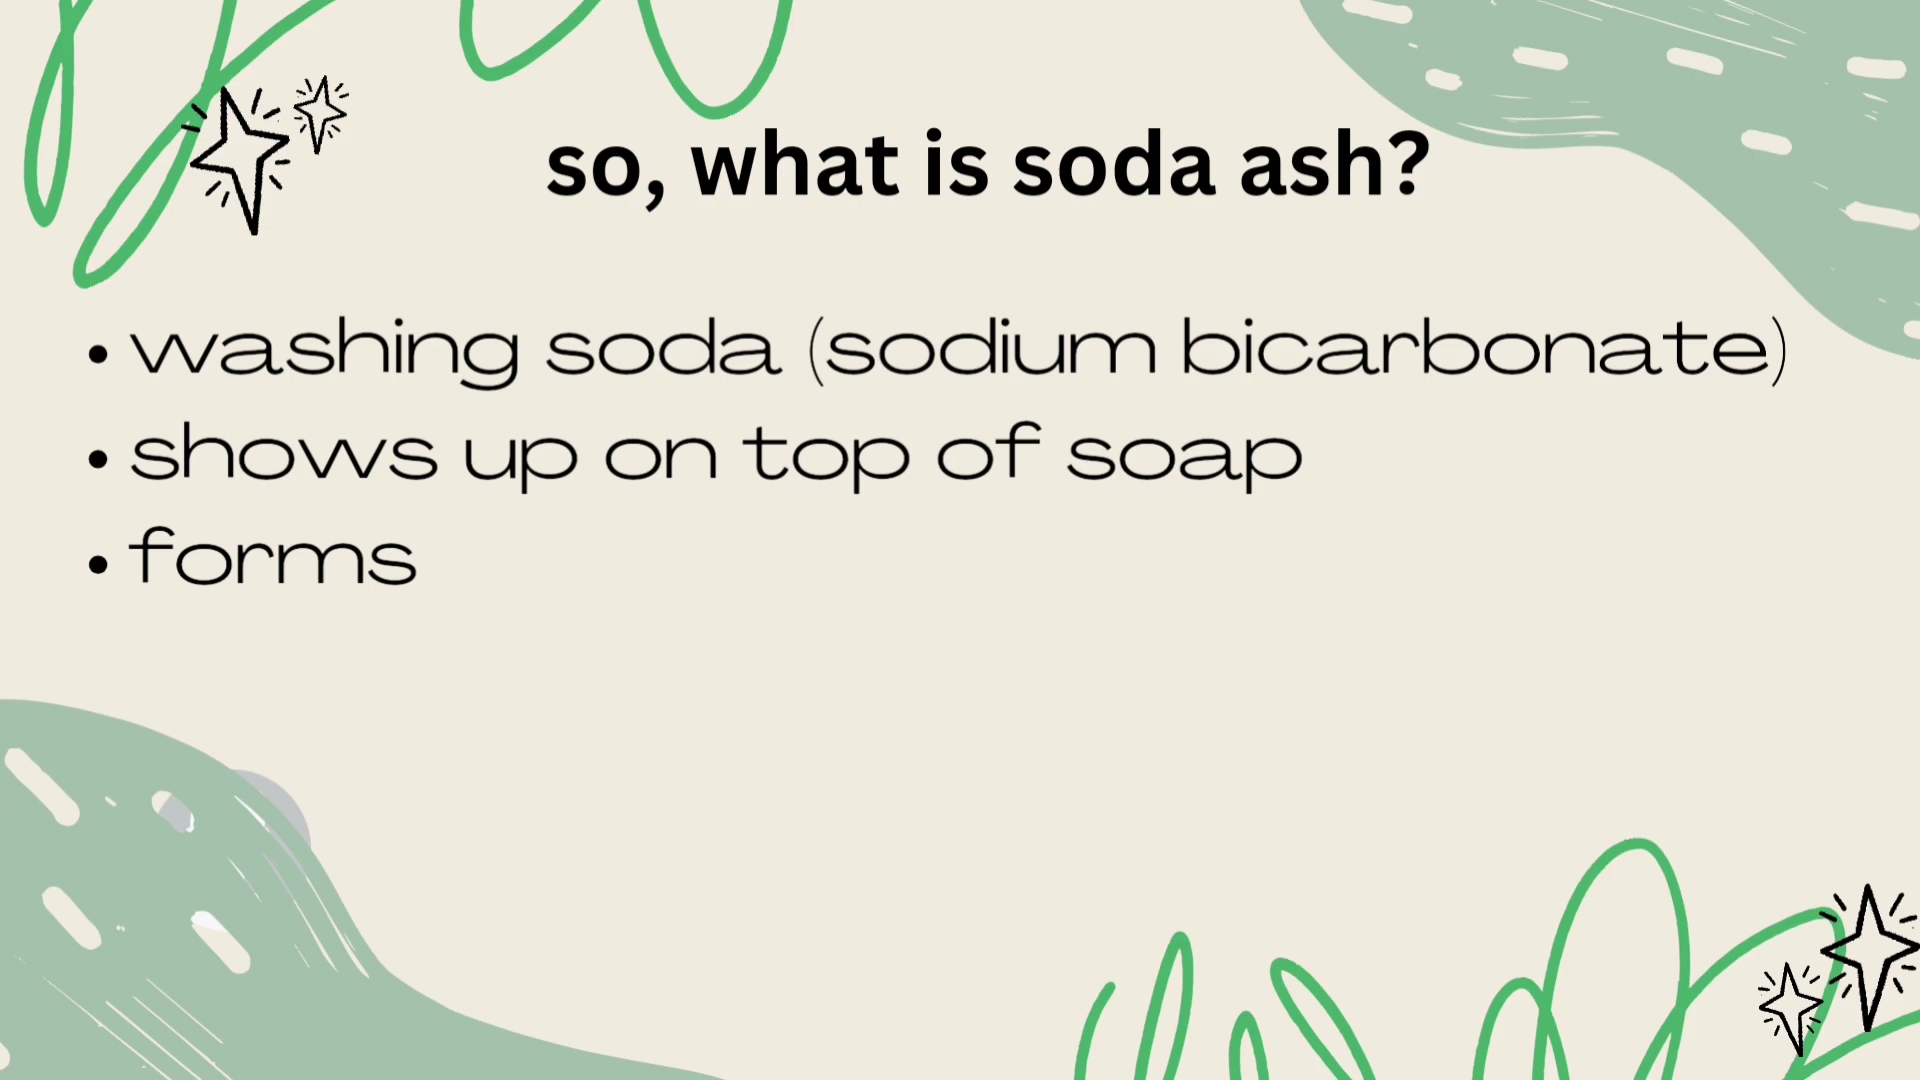 so, what is soda ash?
• washing soda (sodium bicarbonate)
• shows up on top of soap
• forms